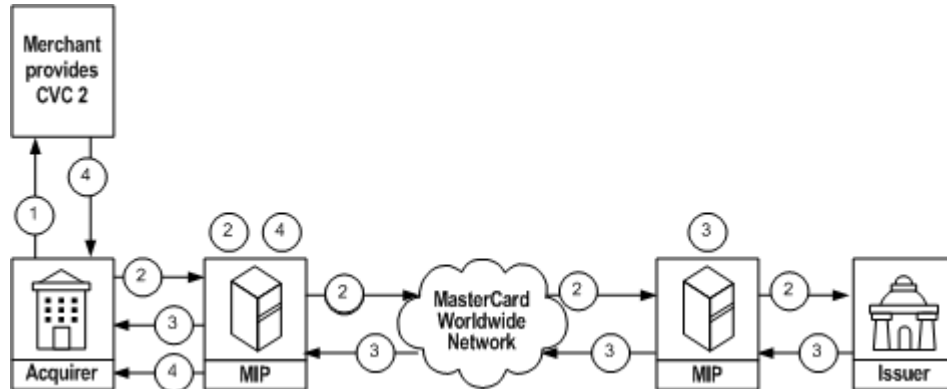 Merchant
provides
CVC 2
4
1
2
4
3
2
2
2
2
MasterCard
Worldwide
Network
3
3
3
3
4
Acquirer
MIP
MIP
Issuer